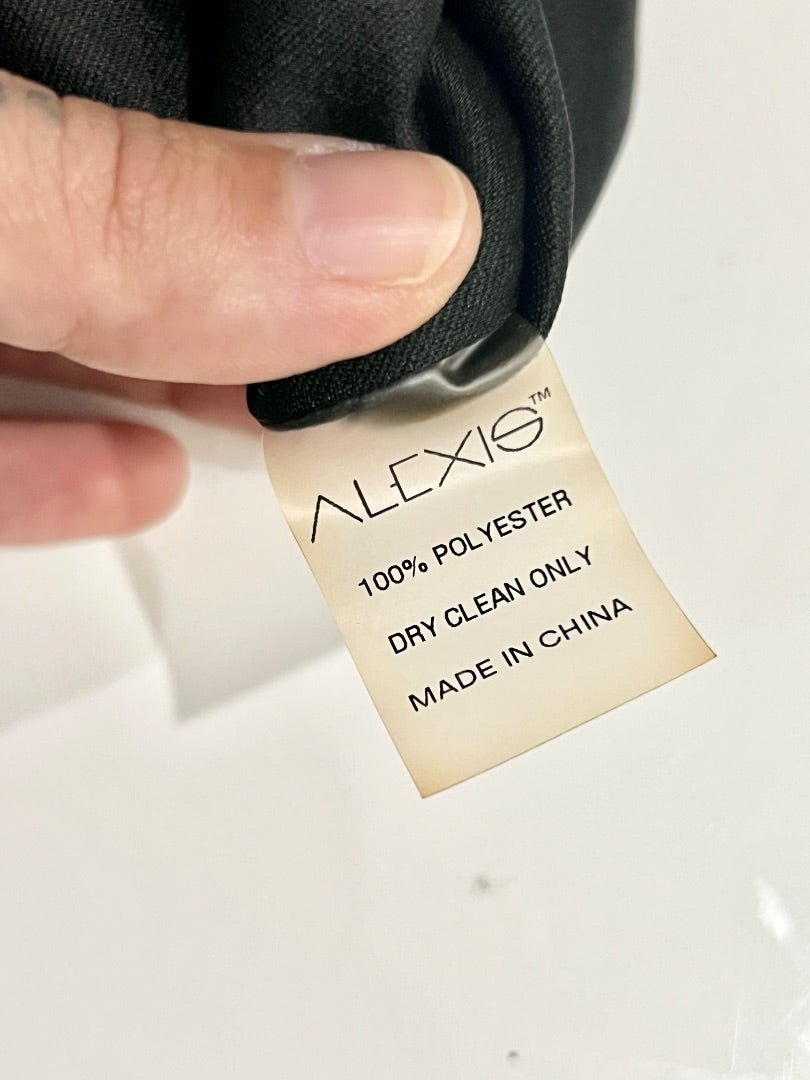 ALEXIS™
100% POLYESTER
DRY CLEAN ONLY
MADE IN CHINA